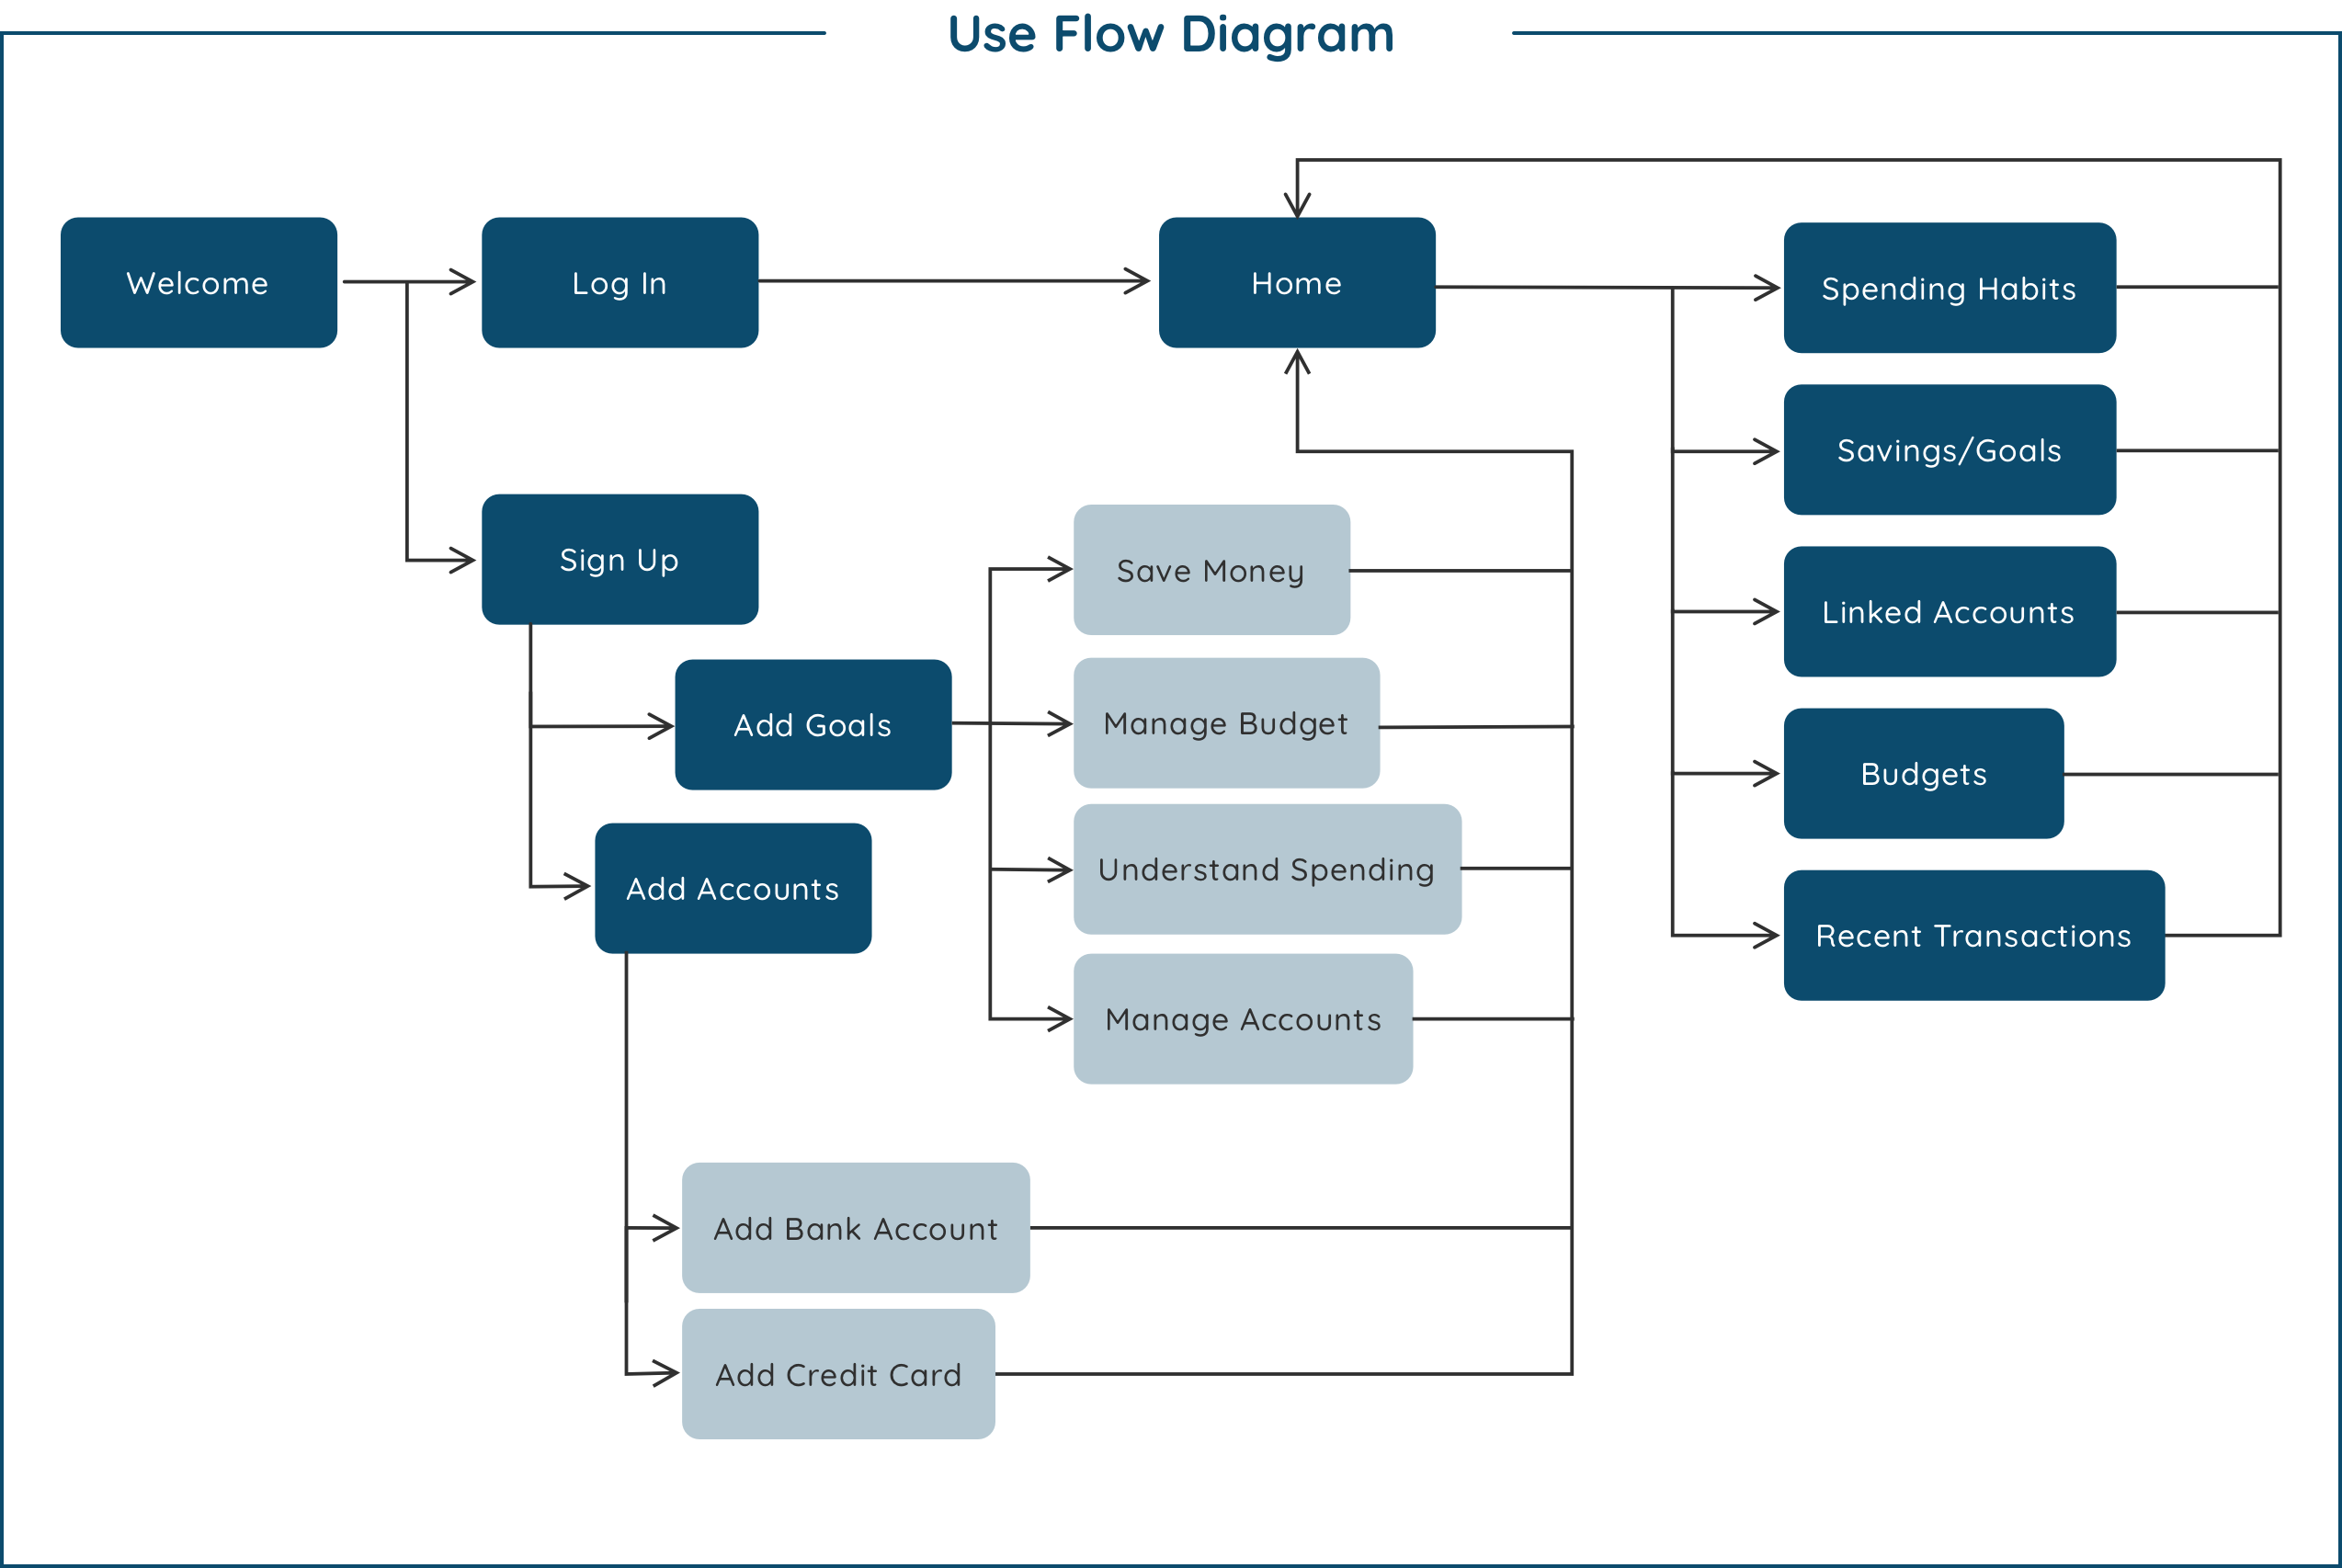 Use Flow Diagram
Welcome
Log In
Home
Spending Habits
Savings/Goals
Sign Up
Save Money
Linked Accounts
Add Goals
Manage Budget
Budgets
Understand Spending
Add Accounts
Recent Transactions
Manage Accounts
Add Bank Account
Add Credit Card